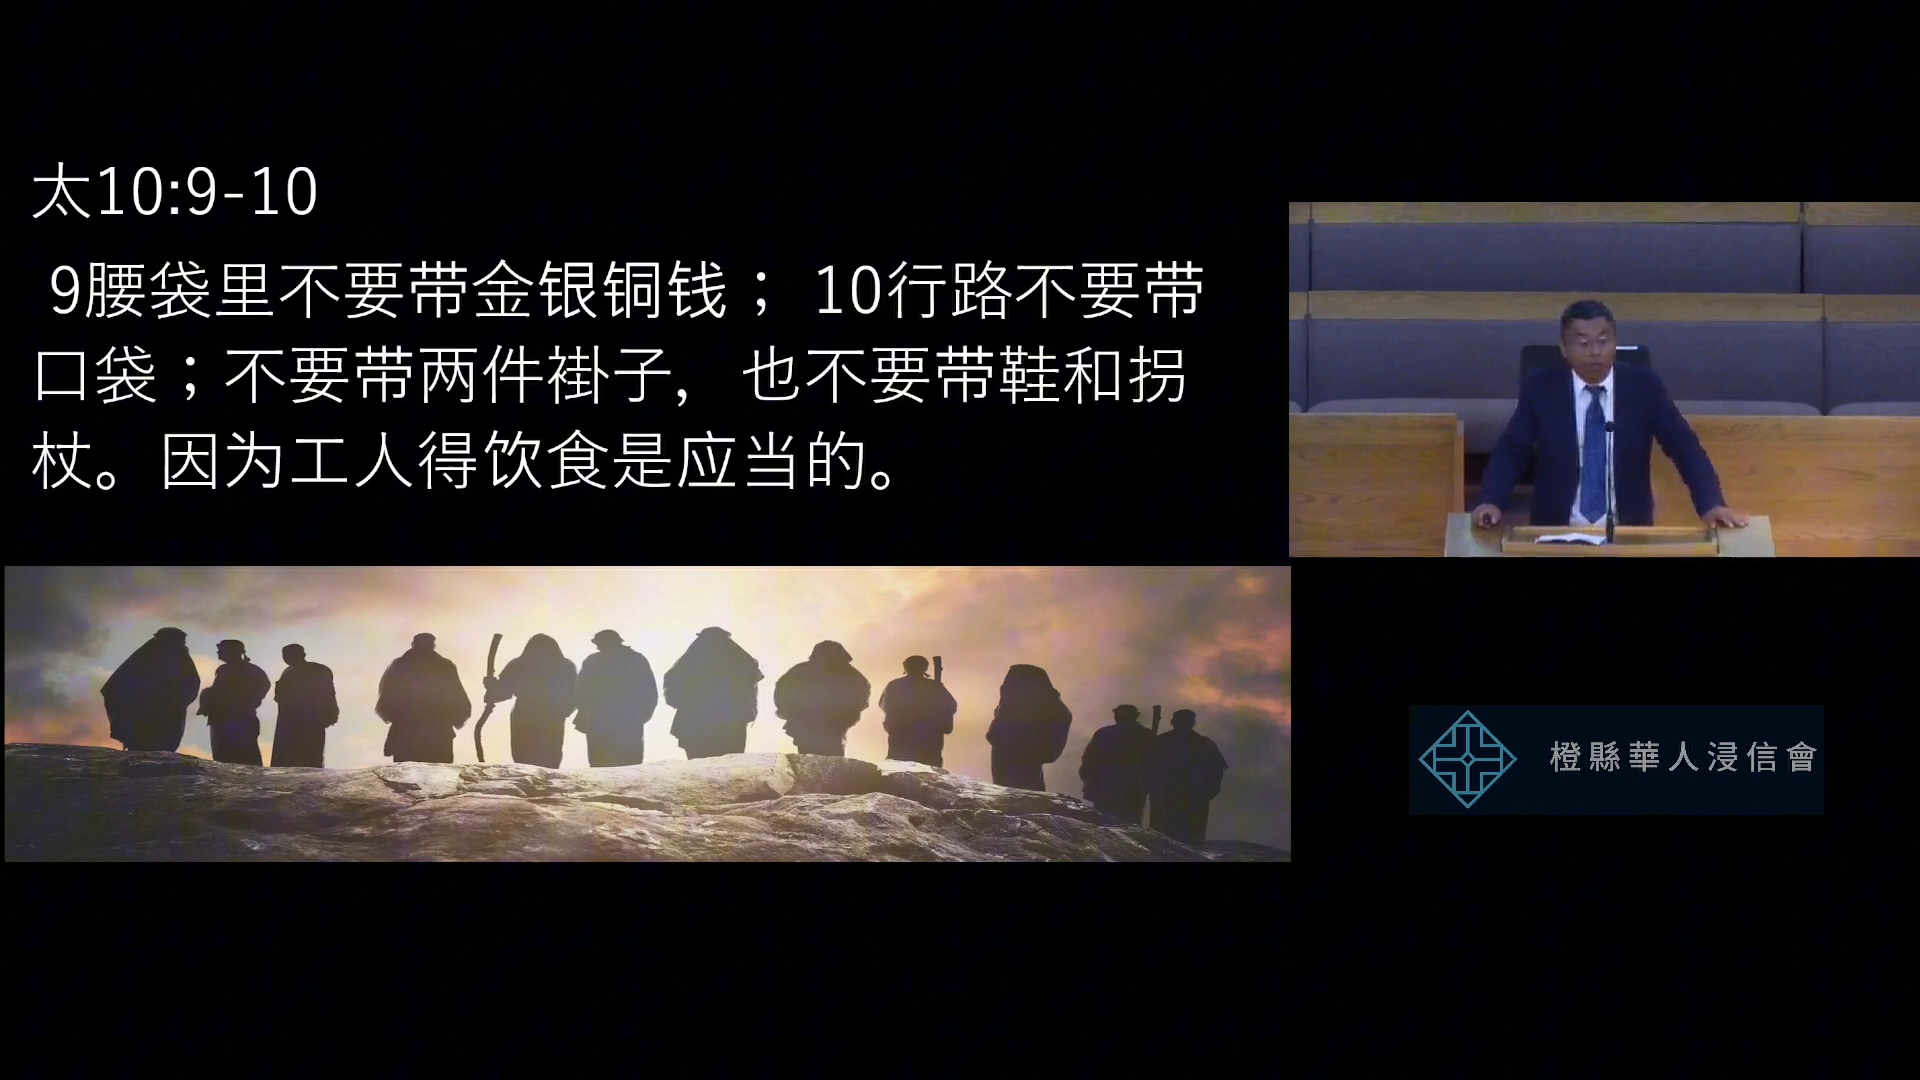 太10:9-10
9腰袋里不要带金银铜钱； 10行路不要带
口袋；不要带两件褂子， 也不要带鞋和拐
杖。因为工人得饮食是应当的。
橙縣華人浸信會